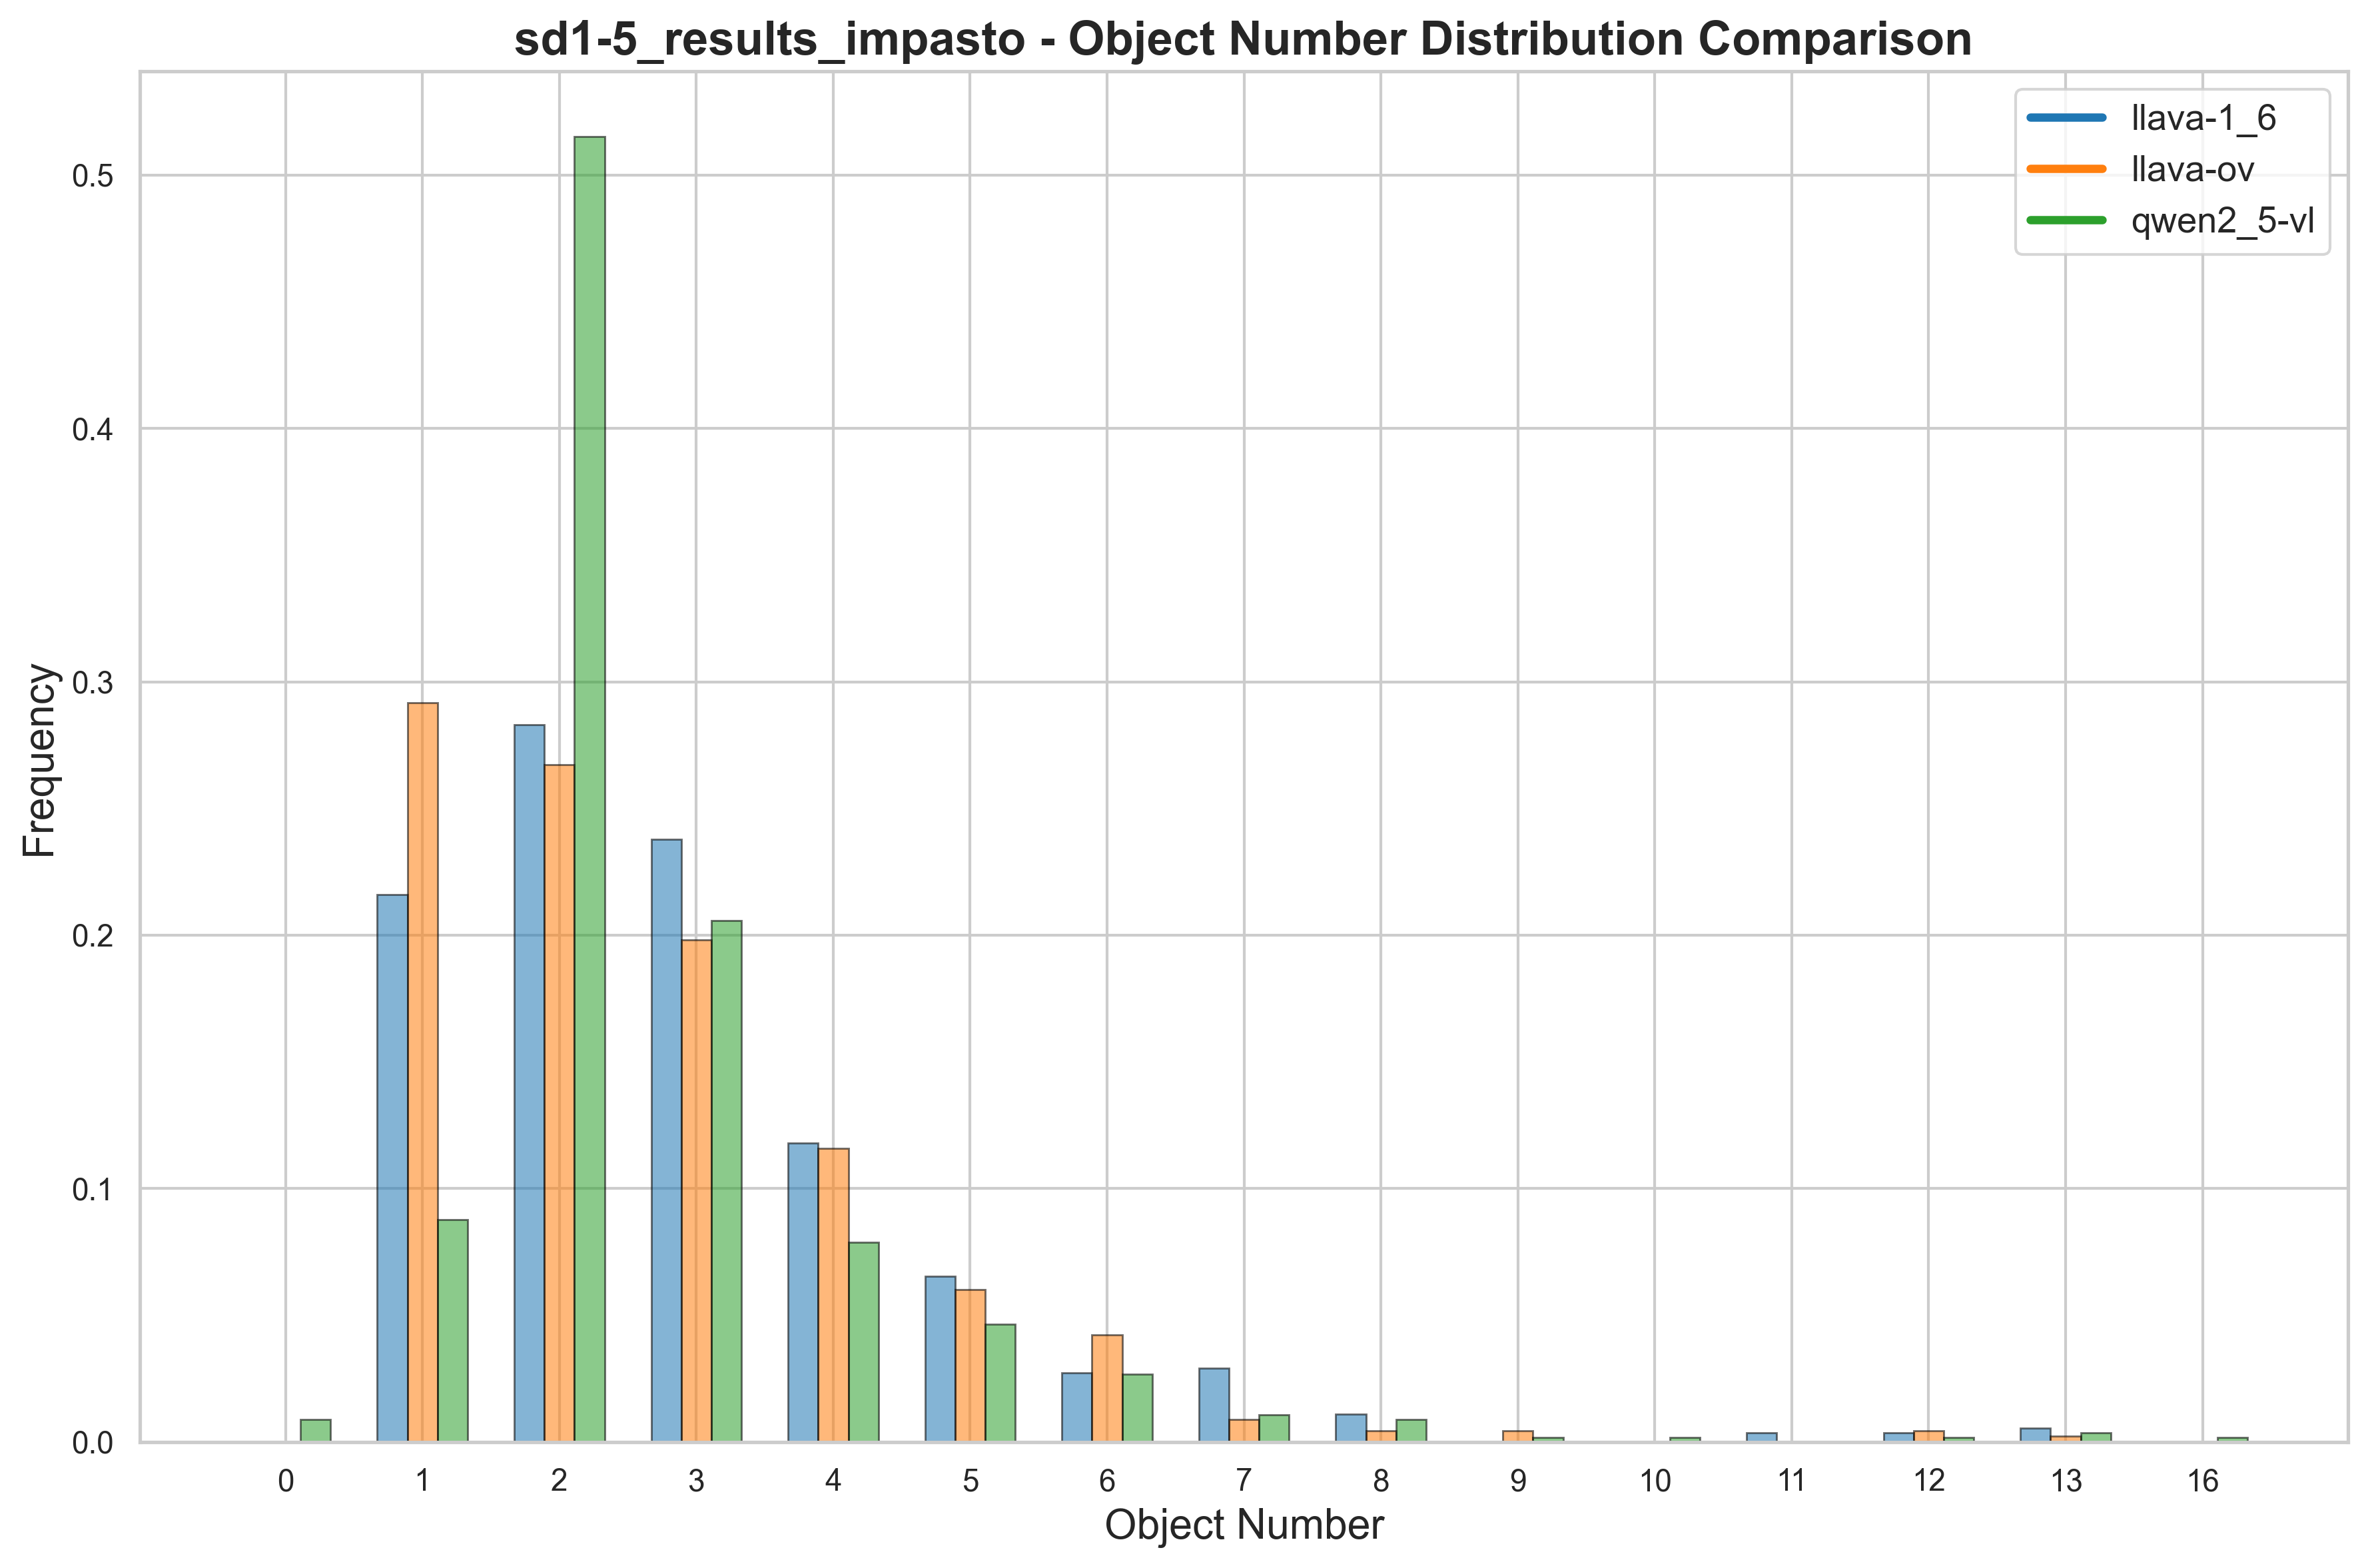 sd1-5_results_impasto - Object Number Distribution Comparison
llava-1_6
llava-ov
qwen2_5-vl
Frequency
0.5
0.4
0.3
0.2
0.1
0.0
0 1 2 3 4 5 6 7 8 9 10 11 12 13 16
Object Number